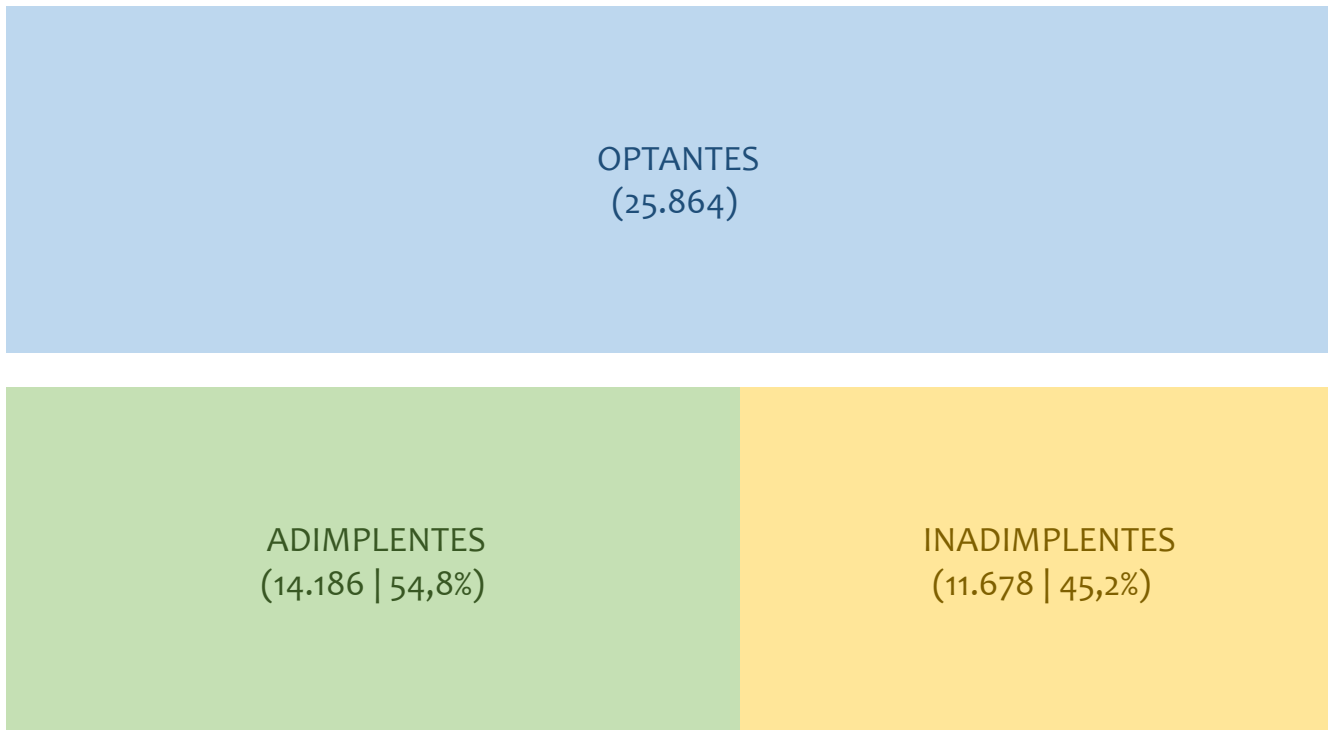 OPTANTES
(25.864)
ADIMPLENTES
(14.186 | 54,8%)
INADIMPLENTES
(11.678 | 45,2%)